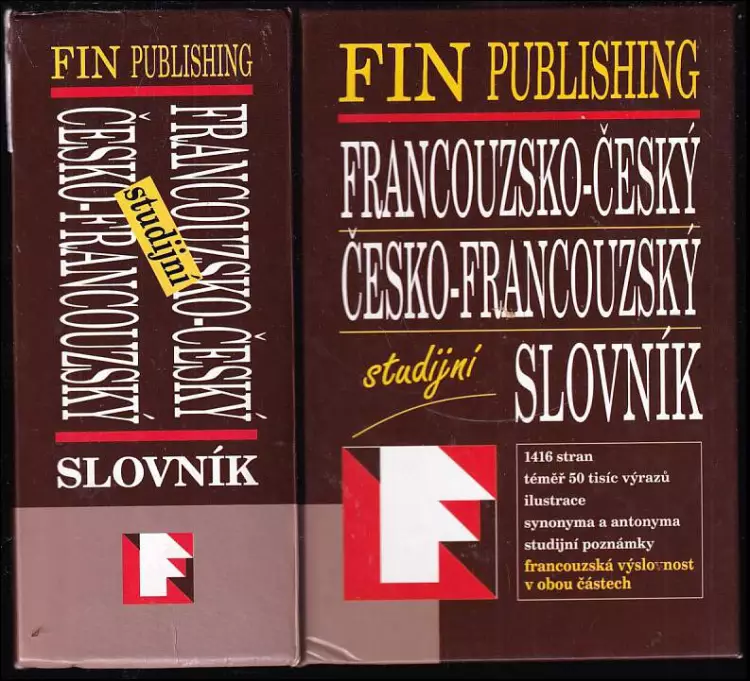 FIN PUBLISHING
FRANCOUZSKO-ČESKÝ
ČESKO-FRANCOUZSKÝ
studijní
SLOVNÍK
FIN PUBLISHING
FRANCOUZSKO-ČESKÝ
ČESKO-FRANCOUZSKÝ
studijní
SLOVNÍK
1416 stran
téměř 50 tisíc výrazů
ilustrace
synonyma a antonyma
studijní poznámky
francouzská výslovnost
v obou částech